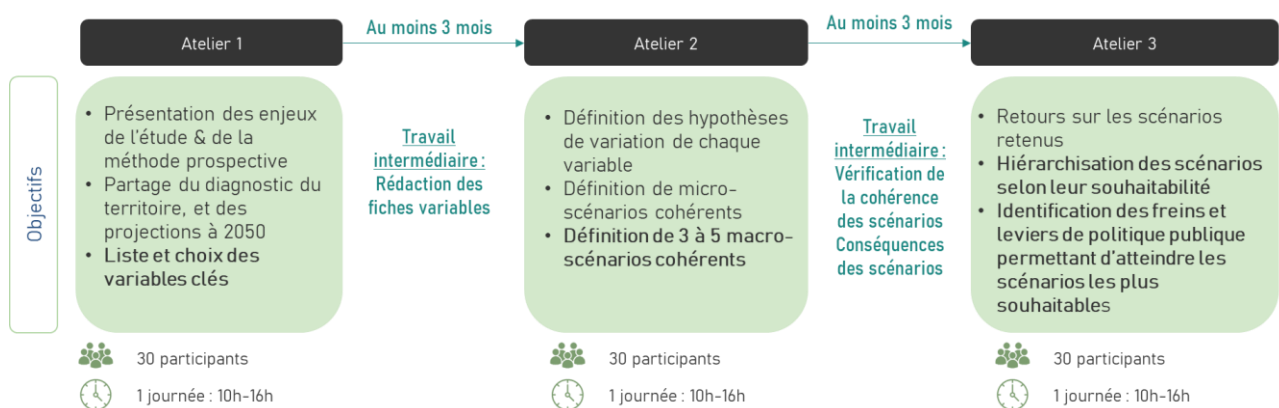 Atelier 1
Au moins 3 mois
Atelier 2
Au moins 3 mois
Atelier 3
Objectifs
• Présentation des enjeux
de l'étude & de la
méthode prospective
• Partage du diagnostic du
territoire, et des
projections à 2050
• Liste et choix des
variables clés
Travail
intermédiaire :
Rédaction des
fiches variables
• Définition des hypothèses
de variation de chaque
variable
• Définition de micro-
scénarios cohérents
• Définition de 3 à 5 macro-
scénarios cohérents
Travail
intermédiaire :
Vérification de
la cohérence
des scénarios
Conséquences
des scénarios
• Retours sur les scénarios
retenus
• Hiérarchisation des scénarios
selon leur souhaitabilité
• Identification des freins et
leviers de politique publique
permettant d'atteindre les
scénarios les plus
souhaitables
30 participants
1 journée : 10h-16h
30 participants
1 journée : 10h-16h
30 participants
1 journée : 10h-16h